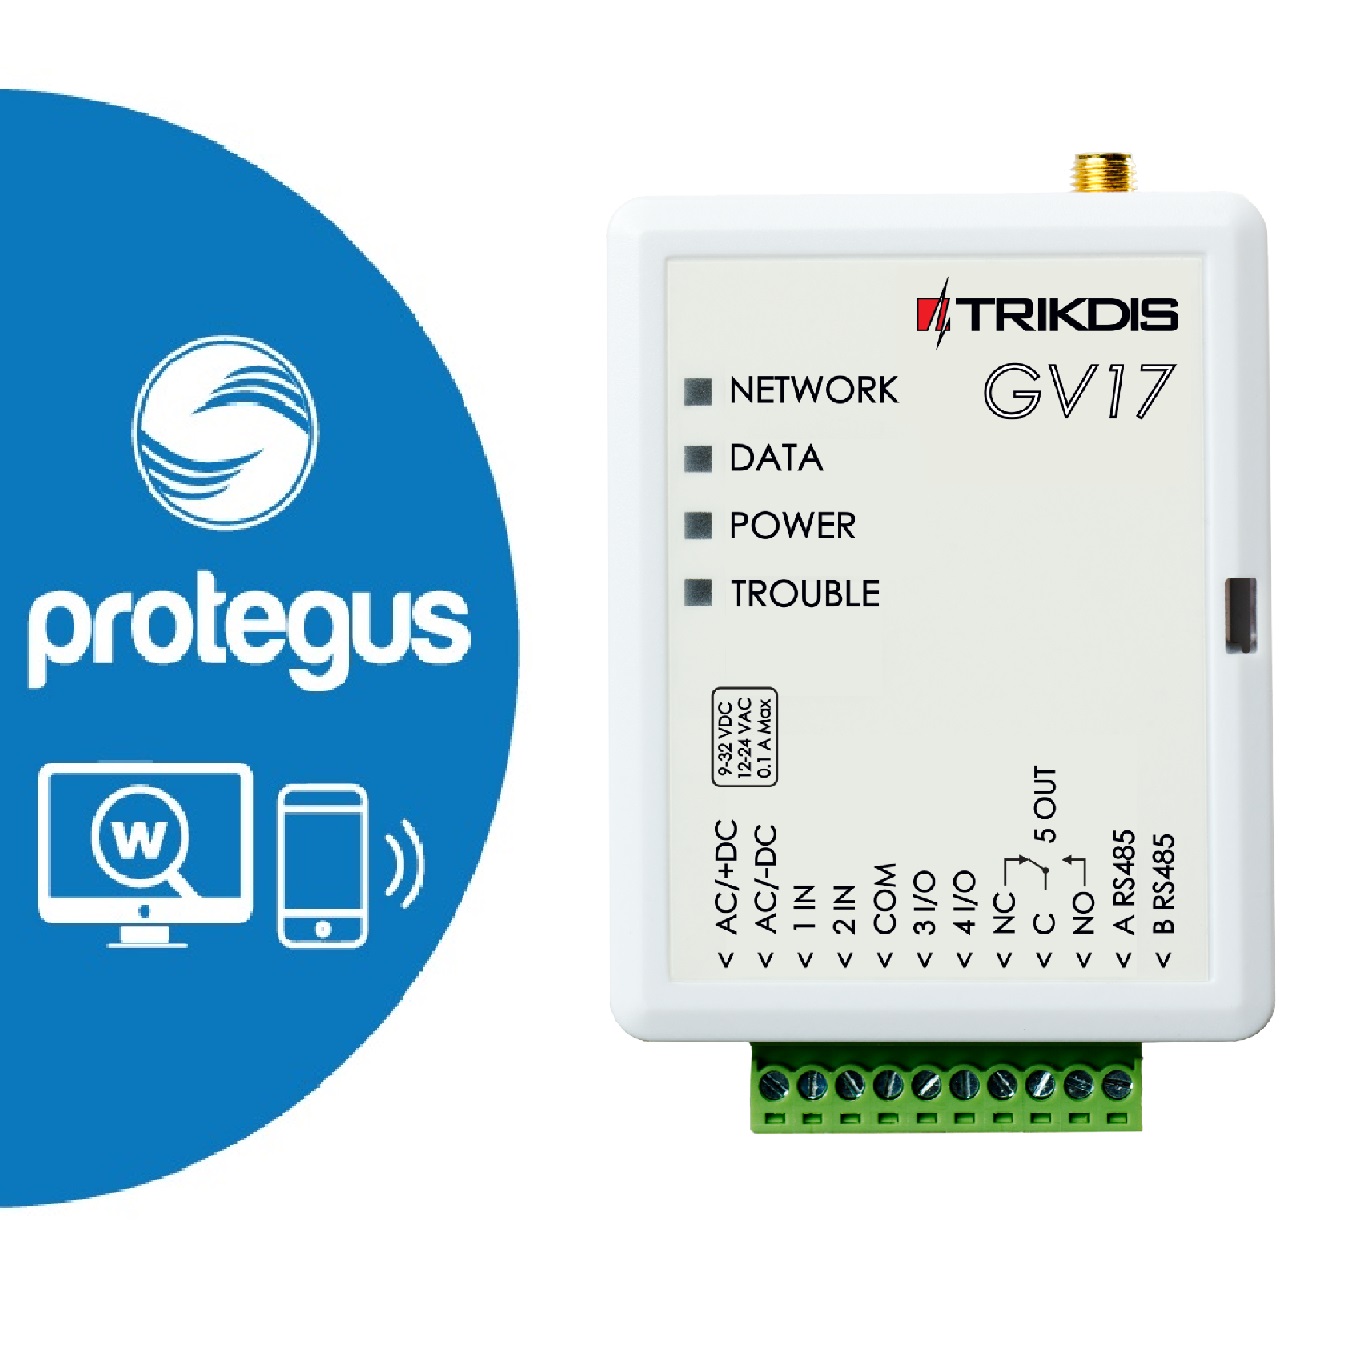 protegus
W
TRIKDIS
GV17
NETWORK
DATA
POWER
TROUBLE
9-32 VDC
12-24 VAC
0.1 A Max
< AC/+DC
< AC/-DC
< 1 IN
< 2 IN
< COM
< 3 I/O
< 4 I/O
< NC
< C
5 OUT
< NO
< A RS485
< B RS485